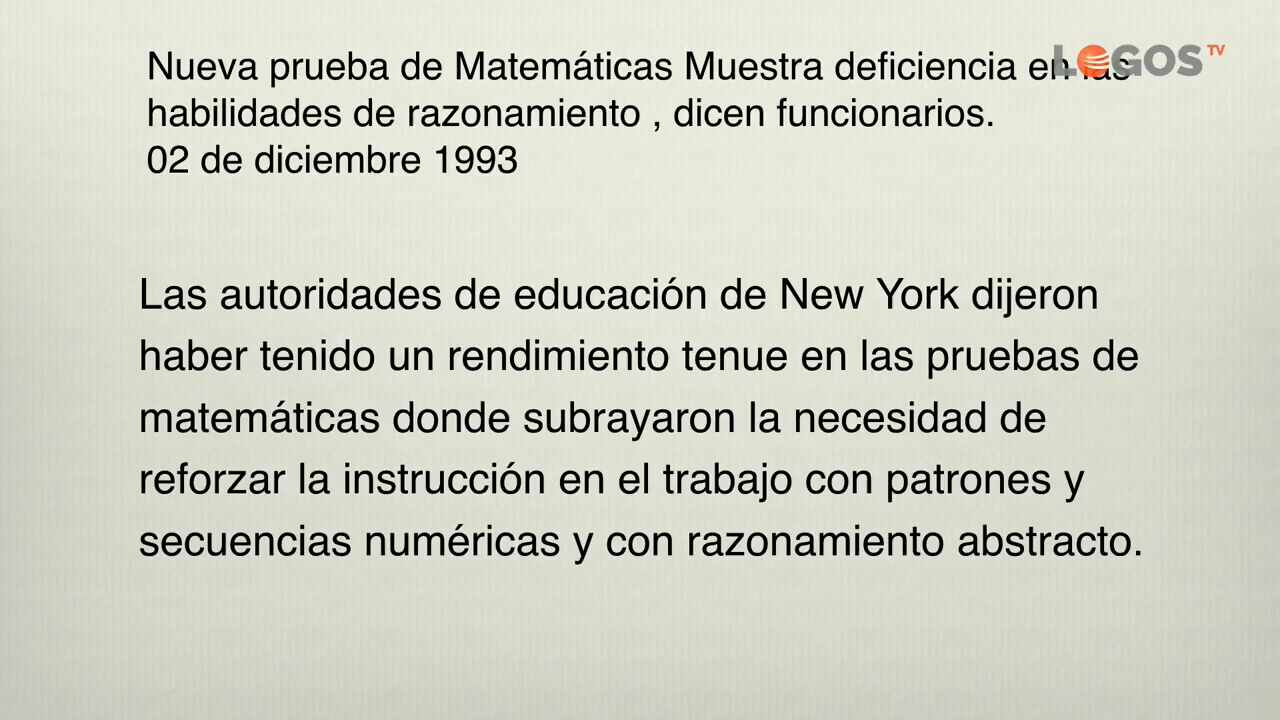 Nueva prueba de Matemáticas Muestra deficiencia en las
habilidades de razonamiento , dicen funcionarios.
02 de diciembre 1993
Las autoridades de educación de New York dijeron
haber tenido un rendimiento tenue en las pruebas de
matemáticas donde subrayaron la necesidad de
reforzar la instrucción en el trabajo con patrones y
secuencias numéricas y con razonamiento abstracto.
LOGOS TV